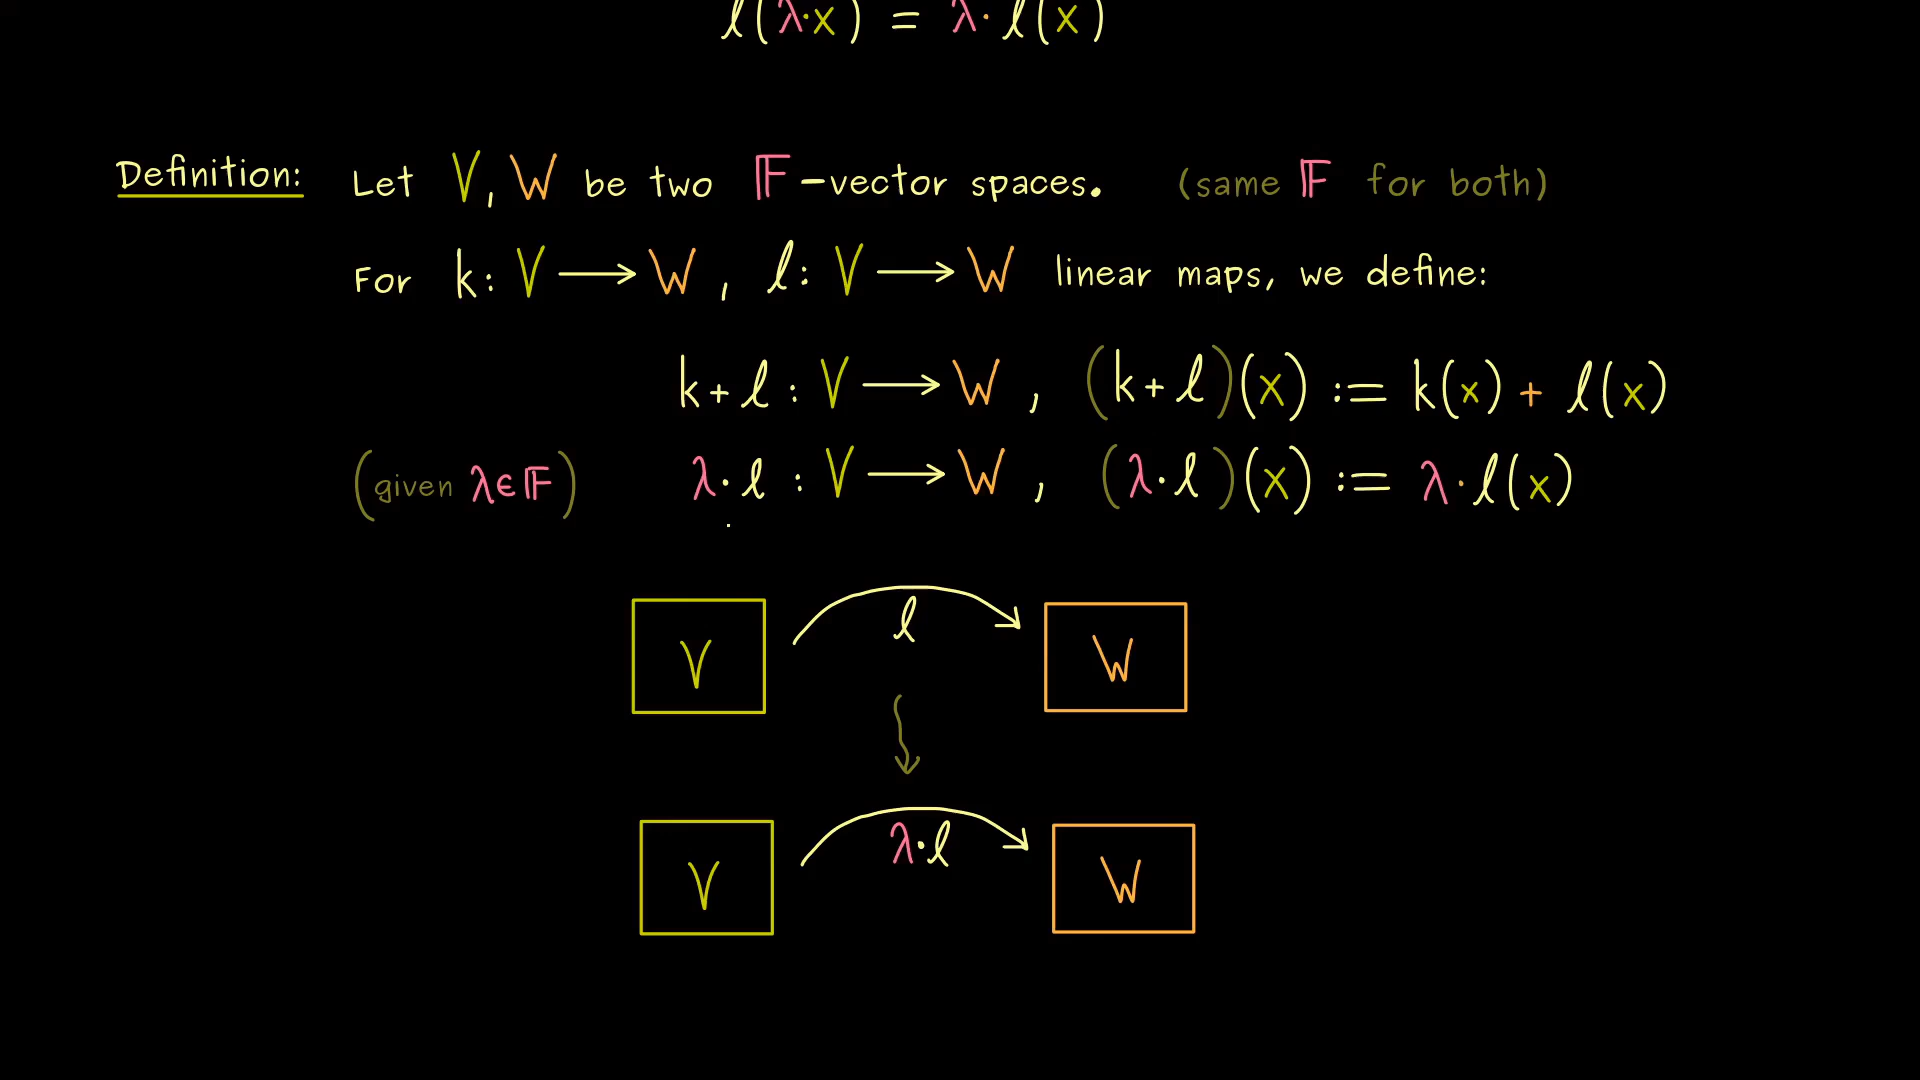 ℓ(λ·x) = λ·ℓ(x)
Definition: Let V, W be two 𝔽-vector spaces. (same 𝔽 for both)
For k: V ⟶ W, ℓ: V ⟶ W linear maps, we define:
k+ℓ : V ⟶ W, (k+ℓ)(x) := k(x) + ℓ(x)
(given λ∈𝔽) λ·ℓ : V ⟶ W, (λ·ℓ)(x) := λ·ℓ(x)
V ℓ W
V λ·ℓ W